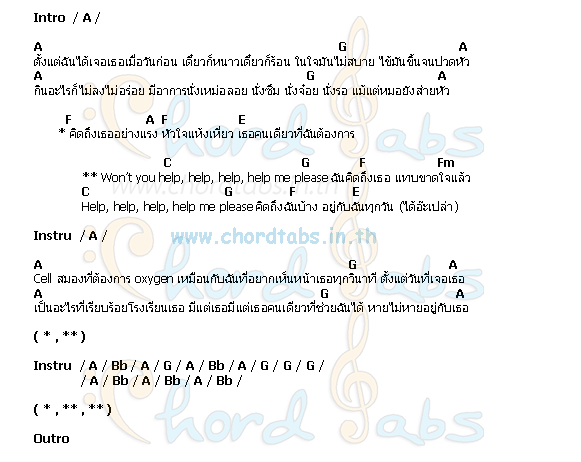 Intro / A /
A G A
ตั้งแต่ฉันได้เจอเธอเมื่อวันก่อน เดี๋ยวก็หนาวเดี๋ยวก็ร้อน ในใจมันไม่สบาย ไข้มันขึ้นจนปวดหัว
A G A
กินอะไรก็ไม่ลงไม่อร่อย มีอาการนั่งเหม่อลอย นั่งซึม นั่งจ๋อย นั่งรอ แม้แต่หมอยังส่ายหัว
F A F E
* คิดถึงเธออย่างแรง หัวใจแห้งเหี่ยว เธอคนเดียวที่ฉันต้องการ
C G F Fm
** Won't you help, help, help, help me please ฉันคิดถึงเธอ แทบขาดใจแล้ว
C G F E
Help, help, help, help me please คิดถึงฉันบ้าง อยู่กับฉันทุกวัน (ได้อ๊ะเปล่า)
Instru / A /
www.chordtabs.in.th
A G A
Cell สมองที่ต้องการ oxygen เหมือนกับฉันที่อยากเห็นหน้าเธอทุกวินาที ตั้งแต่วันที่เจอเธอ
A G A
เป็นอะไรที่เรียบร้อยโรงเรียนเธอ มีแต่เธอมีแต่เธอคนเดียวที่ช่วยฉันได้ หายไม่หายอยู่กับเธอ
( * , ** )
Instru / A / Bb / A / G / A / Bb / A / G / G / G /
/ A / Bb / A / Bb / A / Bb /
( * , ** , ** )
Outro